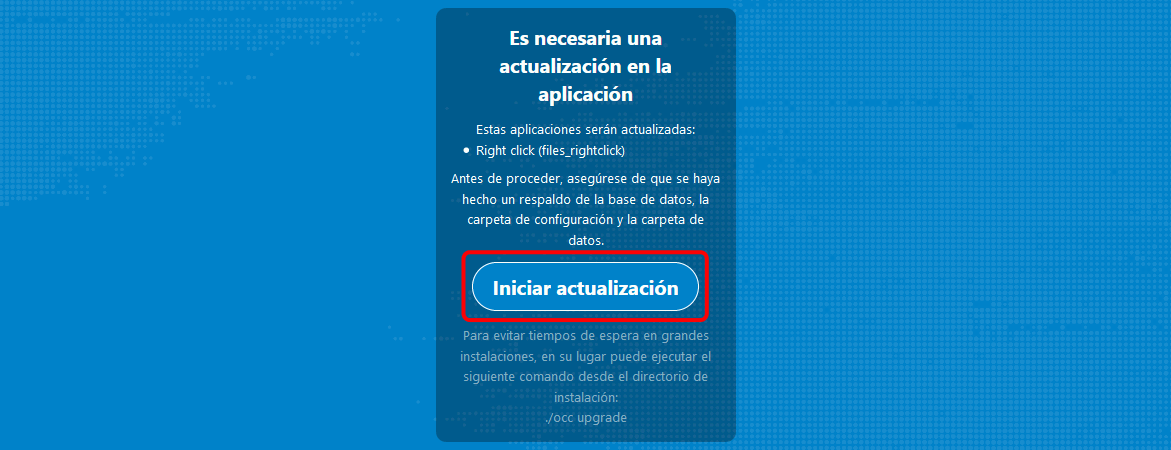 Es necesaria una
actualización en la
aplicación
Estas aplicaciones serán actualizadas:
• Right click (files_rightclick)
Antes de proceder, asegúrese de que se haya
hecho un respaldo de la base de datos, la
carpeta de configuración y la carpeta de
datos.
Iniciar actualización
Para evitar tiempos de espera en grandes
instalaciones, en su lugar puede ejecutar el
siguiente comando desde el directorio de
instalación:
./occ upgrade